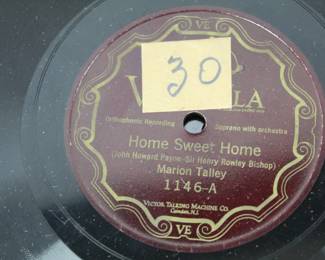 VE
30
V LA
Orthophonic Recording
Soprano with orchestra
Home Sweet Home
(John Howard Payne-Sir Henry Rowley Bishop)
Marion Talley
1146-A
VICTOR TALKING MACHINE CO.
Camden, N.J.
VE